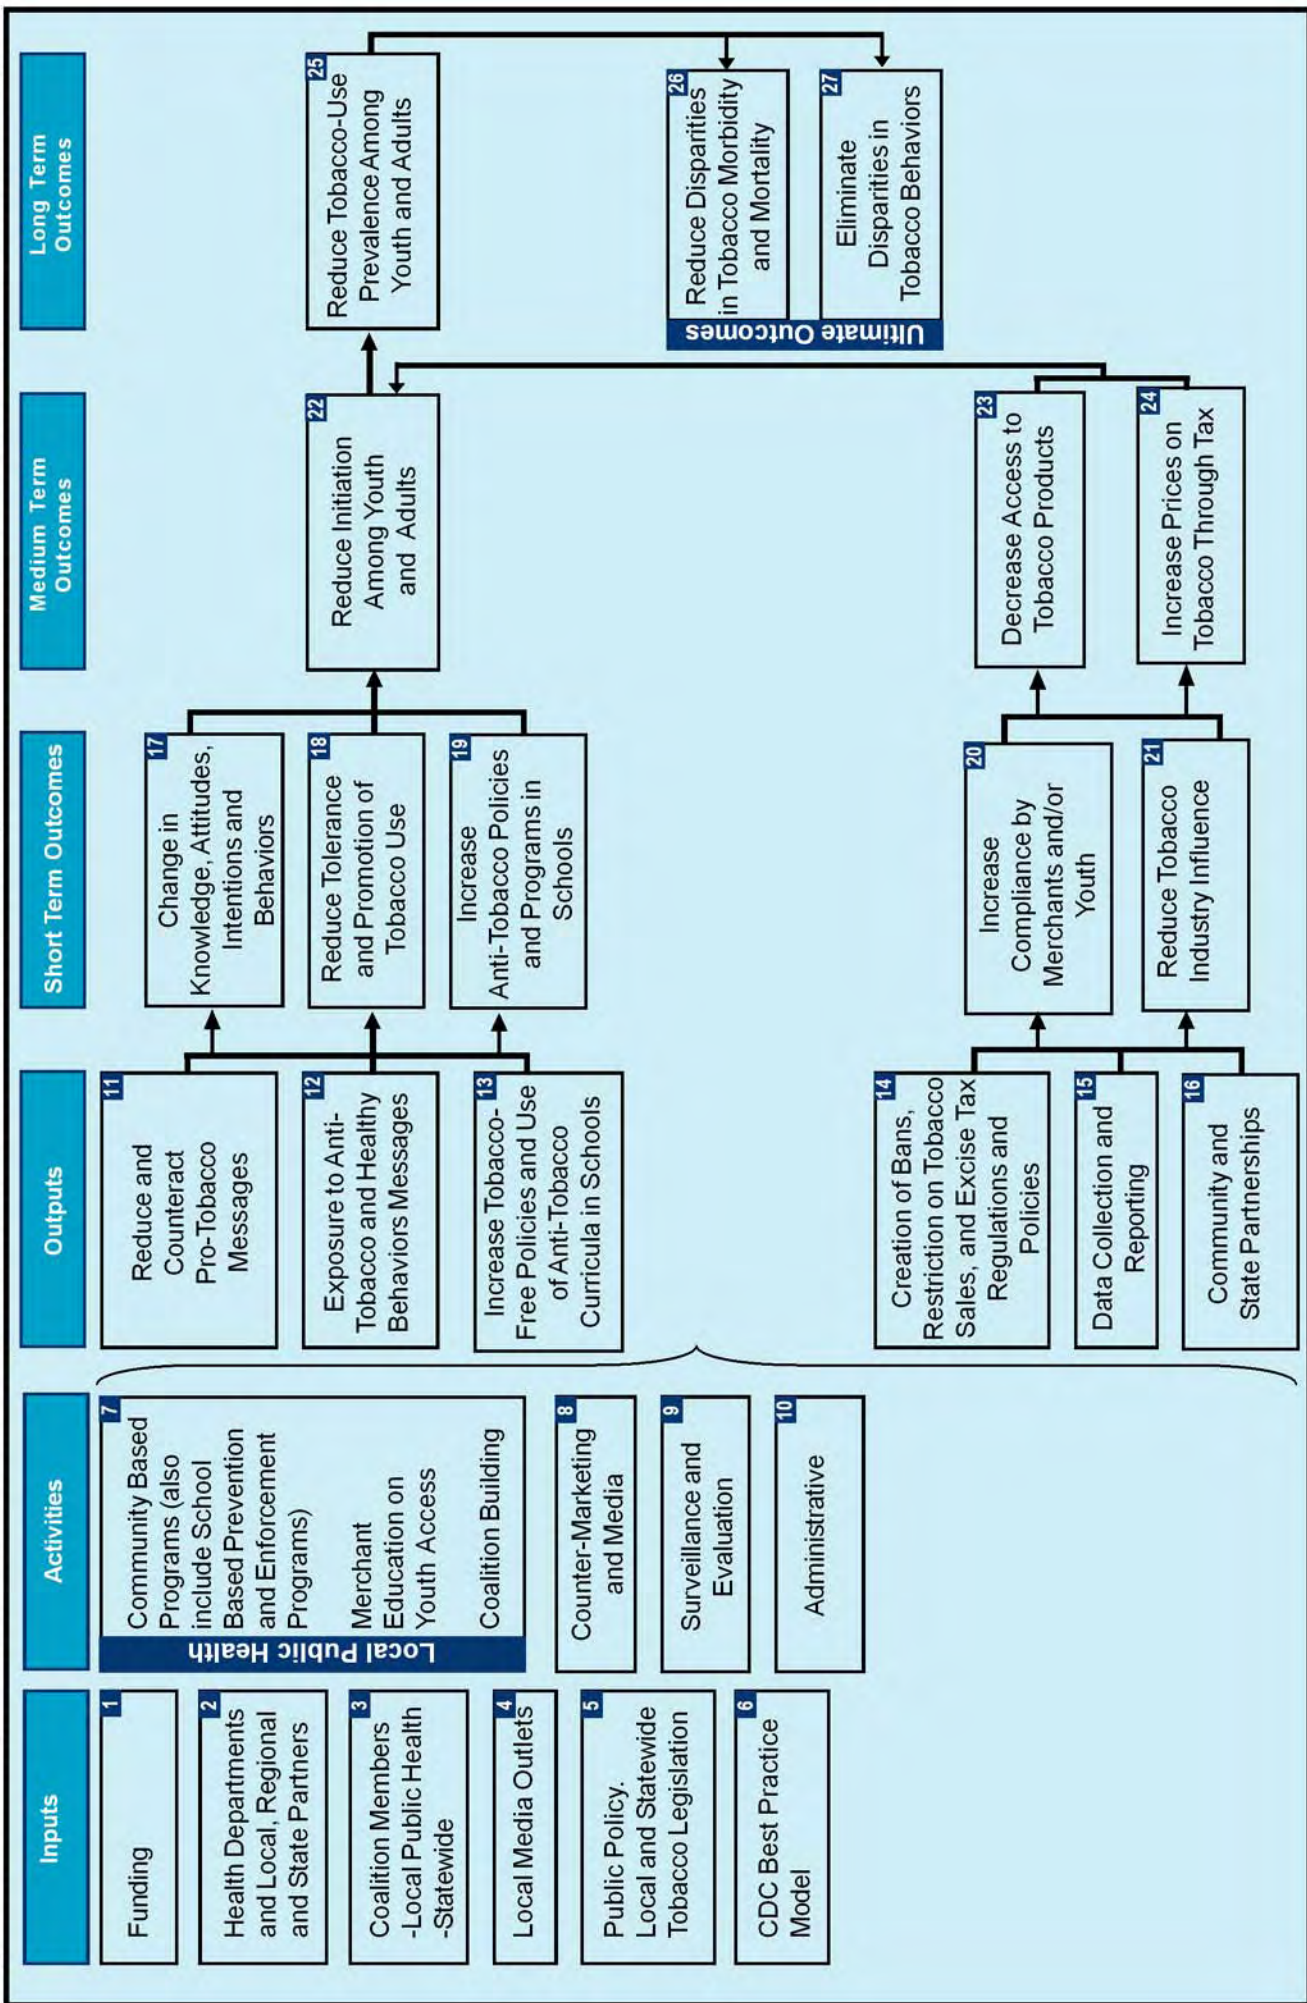 Inputs
1
Funding
2
Health Departments
and Local, Regional
and State Partners
3
Coalition Members
-Local Public Health
-Statewide
4
Local Media Outlets
5
Public Policy.
Local and Statewide
Tobacco Legislation
6
CDC Best Practice
Model
Activities
Local Public Health
7
Community Based
Programs (also
include School
Based Prevention
and Enforcement
Programs)
Merchant
Education on
Youth Access
Coalition Building
8
Counter-Marketing
and Media
9
Surveillance and
Evaluation
10
Administrative
Outputs
11
Reduce and
Counteract
Pro-Tobacco
Messages
12
Exposure to Anti-
Tobacco and Healthy
Behaviors Messages
13
Increase Tobacco-
Free Policies and Use
of Anti-Tobacco
Curricula in Schools
14
Creation of Bans,
Restriction on Tobacco
Sales, and Excise Tax
Regulations and
Policies
15
Data Collection and
Reporting
16
Community and
State Partnerships
Short Term Outcomes
17
Change in
Knowledge, Attitudes,
Intentions and
Behaviors
18
Reduce Tolerance
and Promotion of
Tobacco Use
19
Increase
Anti-Tobacco Policies
and Programs in
Schools
20
Increase
Compliance by
Merchants and/or
Youth
21
Reduce Tobacco
Industry Influence
Medium Term
Outcomes
22
Reduce Initiation
Among Youth
and Adults
23
Decrease Access to
Tobacco Products
24
Increase Prices on
Tobacco Through Tax
Long Term
Outcomes
25
Reduce Tobacco-Use
Prevalence Among
Youth and Adults
Ultimate Outcomes
26
Reduce Disparities
in Tobacco Morbidity
and Mortality
27
Eliminate
Disparities in
Tobacco Behaviors